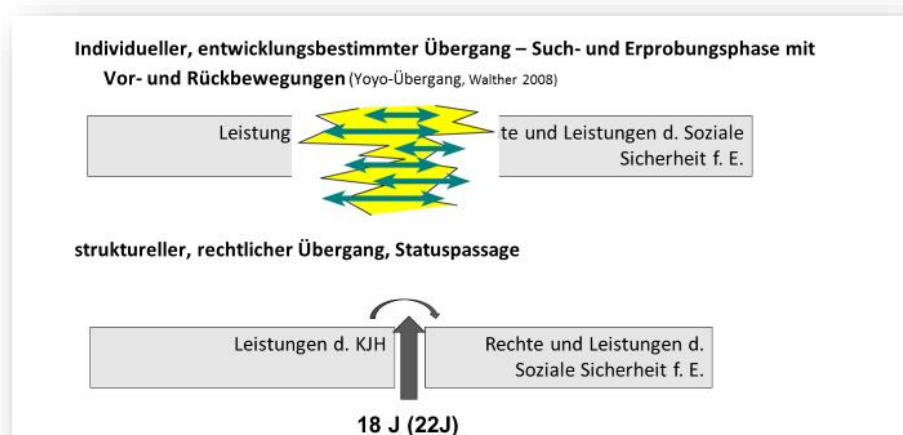 Individueller, entwicklungsbestimmter Übergang – Such- und Erprobungsphase mit
Vor- und Rückbewegungen (Yoyo-Übergang, Walther 2008)
Leistung te und Leistungen d. Soziale
Sicherheit f. E.
struktureller, rechtlicher Übergang, Statuspassage
Leistungen d. KJH Rechte und Leistungen d.
Soziale Sicherheit f. E.
18 J (22J)